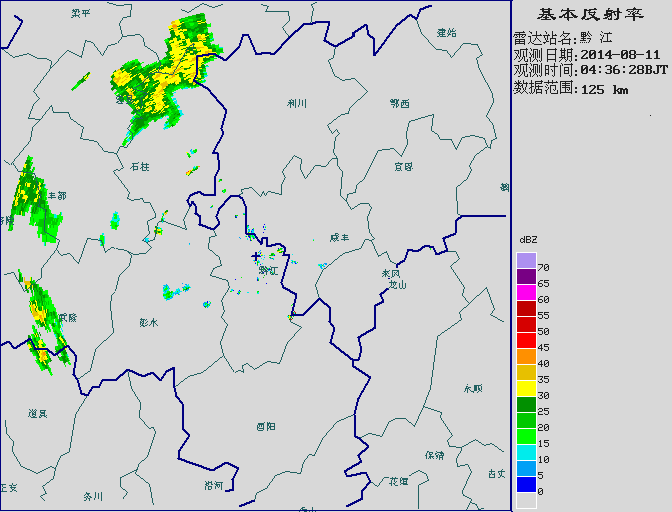 基本反射率
雷达站名:黔 江
观测日期:2014-08-11
观测时间:04:36:28BJT
数据范围:125 km
梁平
建始
利川
鄂西
石柱
宣恩
丰都
咸丰
黔江
来凤
龙山
武隆
彭水
永顺
道真
酉阳
保靖
古丈
花垣
正安
务川
沿河
dBZ
70
65
60
55
50
45
40
35
30
25
20
15
10
5
0